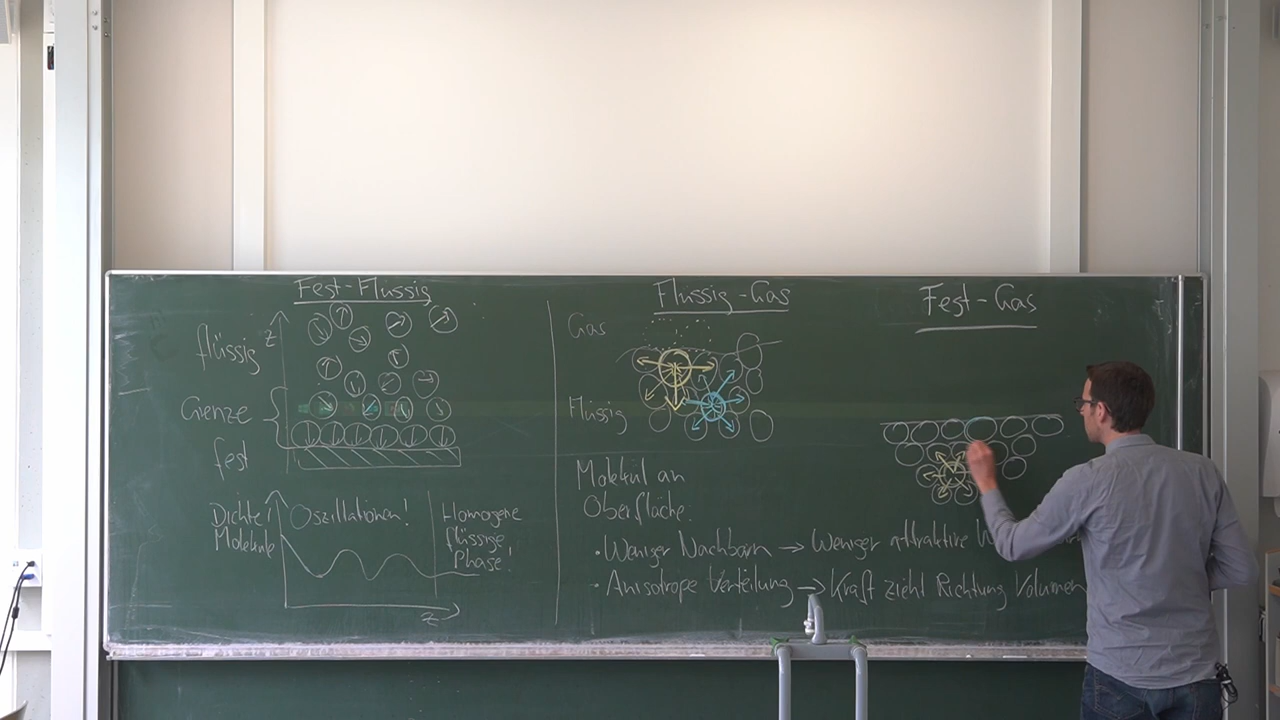 Fest-Flüssig
flüssig
z
Grenze
fest
Dichte
Moleküle
Oszillationen!
Homogene
flüssige
Phase!
z
Flüssig-Gas
Gas
Flüssig
Molekül an
Oberfläche:
• Weniger Nachbarn → Weniger attraktive
• Anisotrope Verteilung → Kraft zieht Richtung Volumen
Fest-Gas